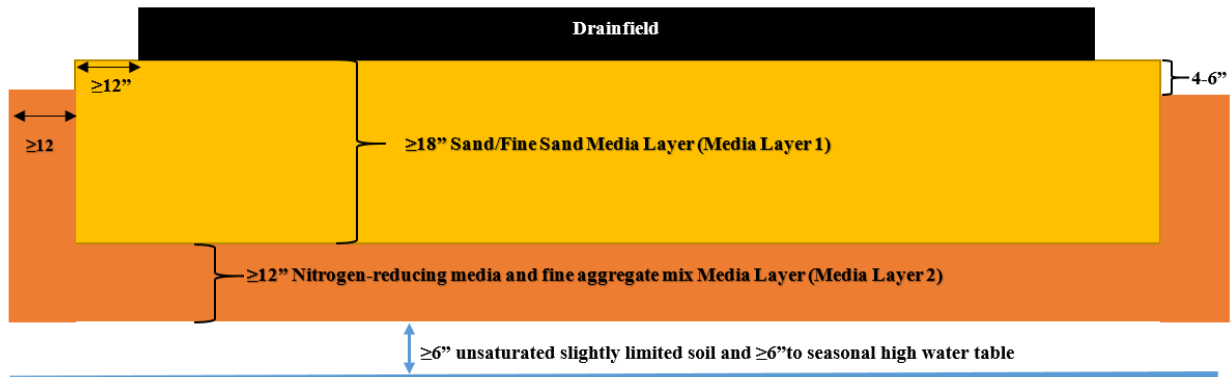 Drainfield
≥12”
4-6”
≥12
≥18” Sand/Fine Sand Media Layer (Media Layer 1)
≥12” Nitrogen-reducing media and fine aggregate mix Media Layer (Media Layer 2)
≥6” unsaturated slightly limited soil and ≥6”to seasonal high water table